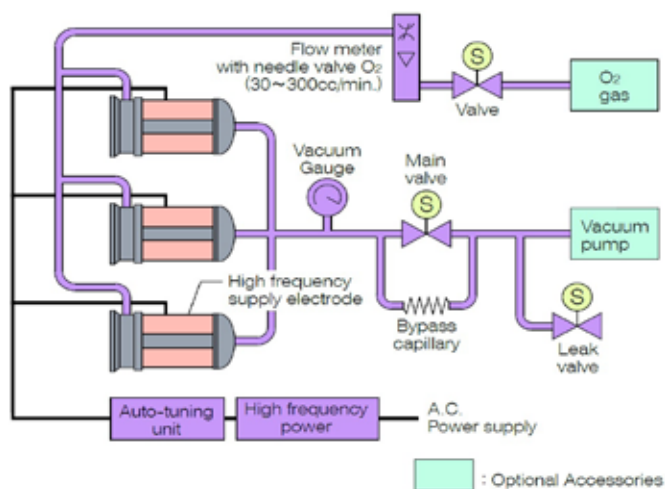 Flow meter
with needle valve O₂
(30～300cc/min.)
S
Valve
O₂
gas
Vacuum
Gauge
Main
valve
S
Vacuum
pump
High frequency
supply electrode
Bypass
capillary
S
Leak
valve
Auto-tuning
unit
High frequency
power
A.C.
Power supply
: Optional Accessories